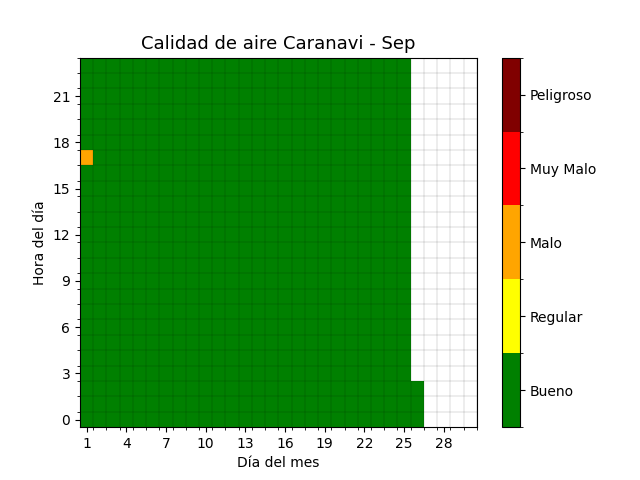 Calidad de aire Caranavi - Sep
Hora del día
21
18
15
12
9
6
3
0
1 4 7 10 13 16 19 22 25 28
Día del mes
Peligroso
Muy Malo
Malo
Regular
Bueno